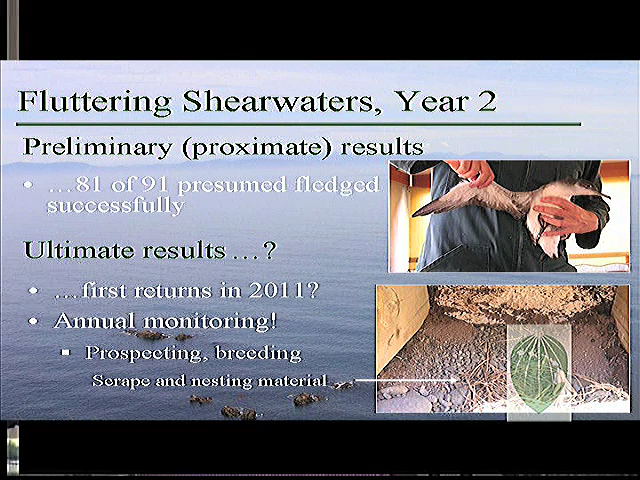 Fluttering Shearwaters, Year 2
Preliminary (proximate) results
• …81 of 91 presumed fledged
successfully
Ultimate results …?
• …first returns in 2011?
• Annual monitoring!
▪ Prospecting, breeding
Scrape and nesting material